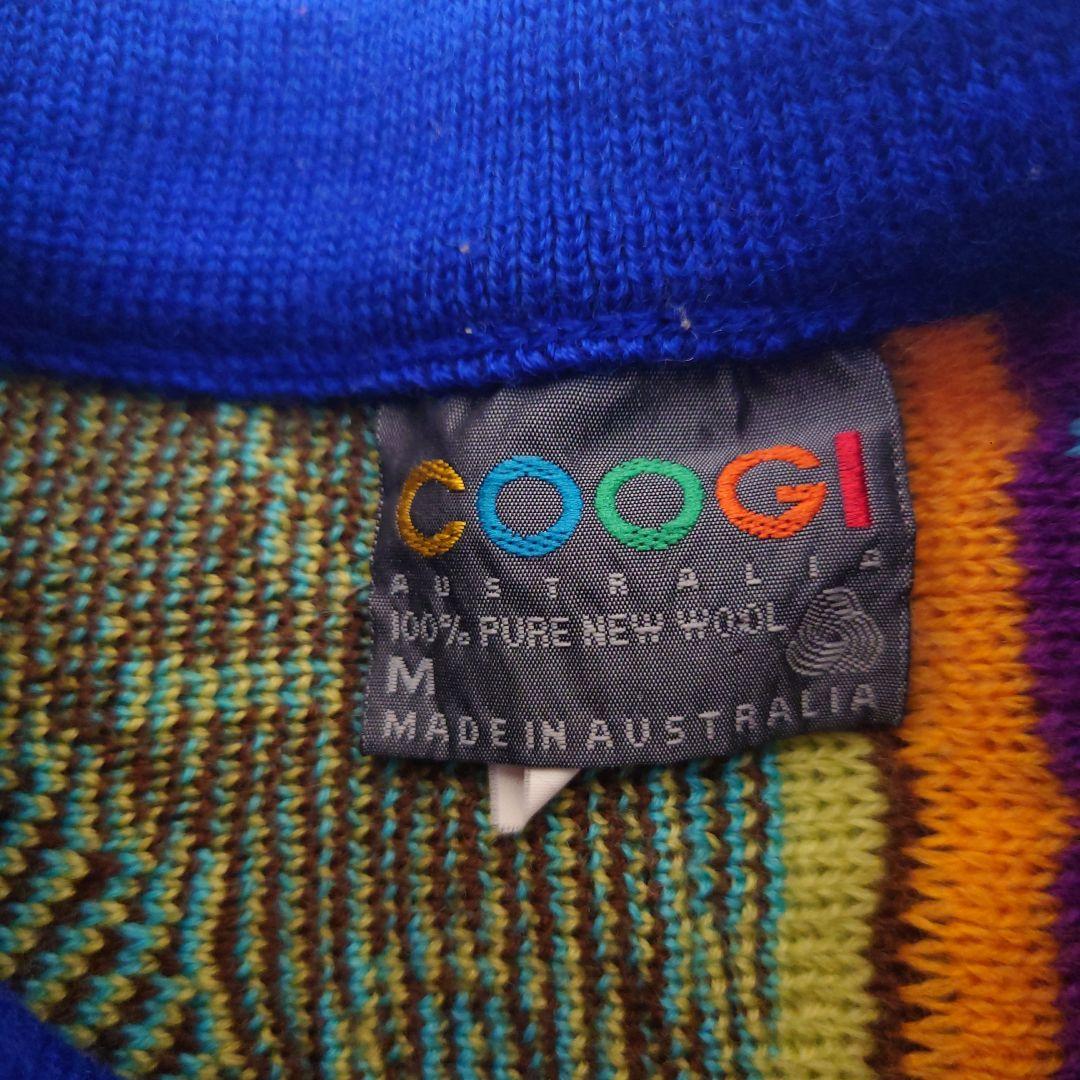 COOGI
AUSTRALIA
100% PURE NEW WOOL
M
MADE IN AUSTRALIA